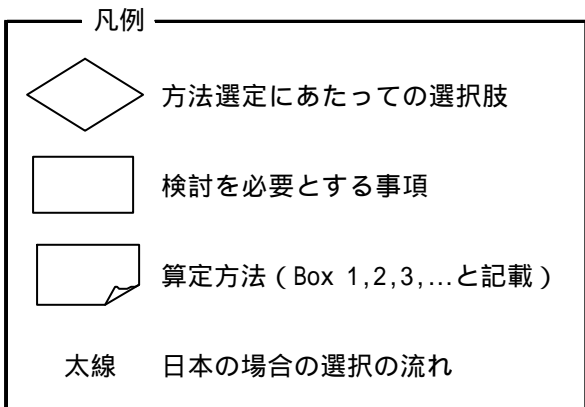 凡例
方法選定にあたっての選択肢
検討を必要とする事項
算定方法（Box 1,2,3,...と記載）
太線 日本の場合の選択の流れ